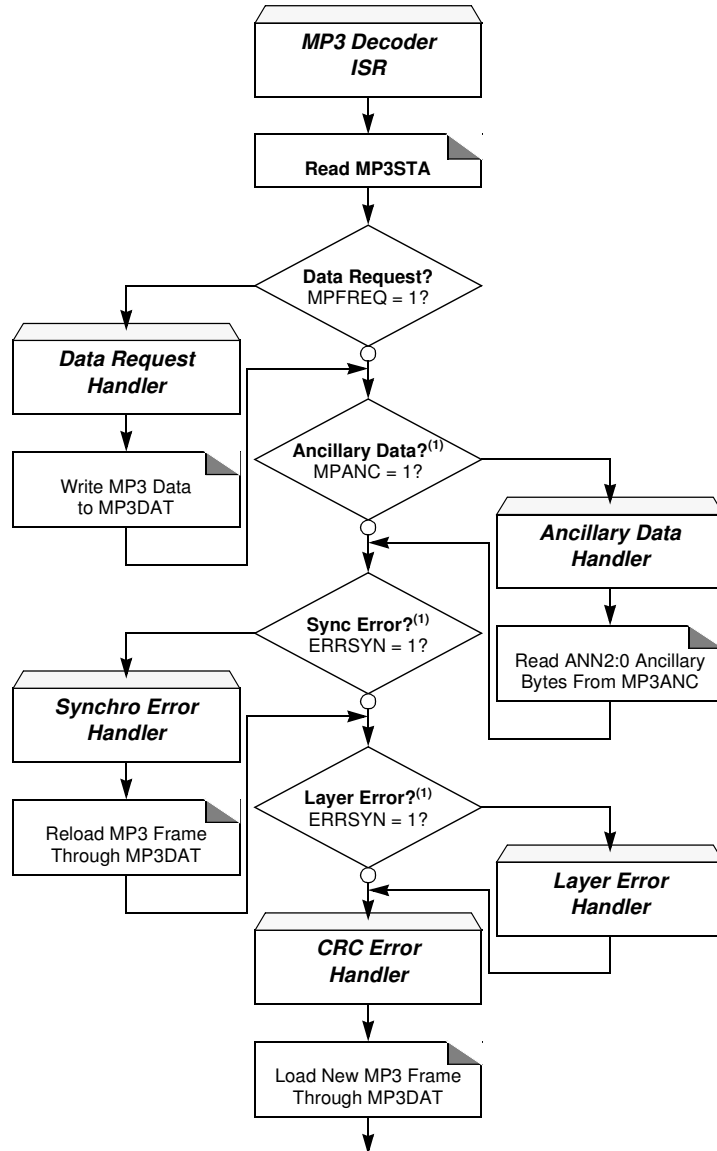 MP3 Decoder
ISR
Read MP3STA
Data Request?
MPFREQ = 1?
Data Request
Handler
Write MP3 Data
to MP3DAT
Ancillary Data?(1)
MPANC = 1?
Ancillary Data
Handler
Read ANN2:0 Ancillary
Bytes From MP3ANC
Sync Error?(1)
ERRSYN = 1?
Synchro Error
Handler
Reload MP3 Frame
Through MP3DAT
Layer Error?(1)
ERRSYN = 1?
Layer Error
Handler
CRC Error
Handler
Load New MP3 Frame
Through MP3DAT